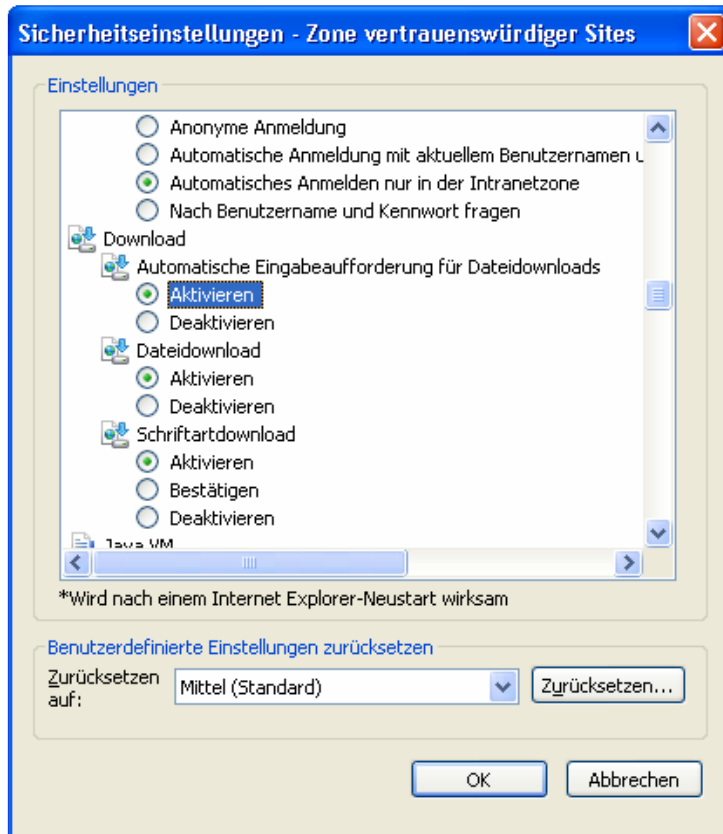 Sicherheitseinstellungen - Zone vertrauenswürdiger Sites
Einstellungen
Anonyme Anmeldung
Automatische Anmeldung mit aktuellem Benutzernamen u
Automatisches Anmelden nur in der Intranetzone
Nach Benutzername und Kennwort fragen
Download
Automatische Eingabeaufforderung für Dateidownloads
Aktivieren
Deaktivieren
Dateidownload
Aktivieren
Deaktivieren
Schriftartdownload
Aktivieren
Bestätigen
Deaktivieren
Java VM
*Wird nach einem Internet Explorer-Neustart wirksam
Benutzerdefinierte Einstellungen zurücksetzen
Zurücksetzen
auf:
Mittel (Standard)
Zurücksetzen...
OK
Abbrechen